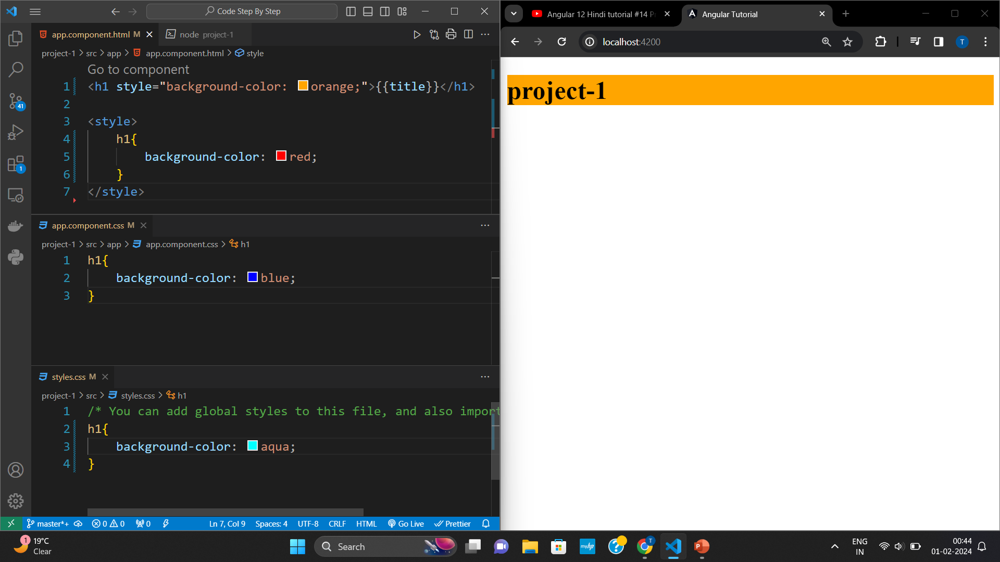 Code Step By Step
app.component.html M
node project-1
project-1 > src > app > app.component.html > style
Go to component
1 <h1 style="background-color: orange;">{{title}}</h1>
2
3 <style>
4 h1{
5 background-color: red;
6 }
7 </style>
app.component.css M
project-1 > src > app > app.component.css > h1
1 h1{
2 background-color: blue;
3 }
styles.css M
project-1 > src > styles.css > h1
1 /* You can add global styles to this file, and also import
2 h1{
3 background-color: aqua;
4 }
41
1
master*+ 0 0 0 Ln 7, Col 9 Spaces: 4 UTF-8 CRLF HTML Go Live Prettier
Angular 12 Hindi tutorial #14 P
Angular Tutorial
localhost:4200
T
project-1
1
19°C
Clear
Search
myhp
?
T
P
ENG
IN
00:44
01-02-2024